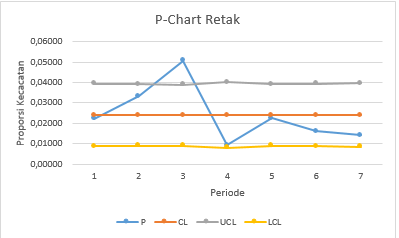 P-Chart Retak
0,06000
0,05000
0,04000
0,03000
0,02000
0,01000
0,00000
Proporsi Kecacatan
1 2 3 4 5 6 7
Periode
P CL UCL LCL